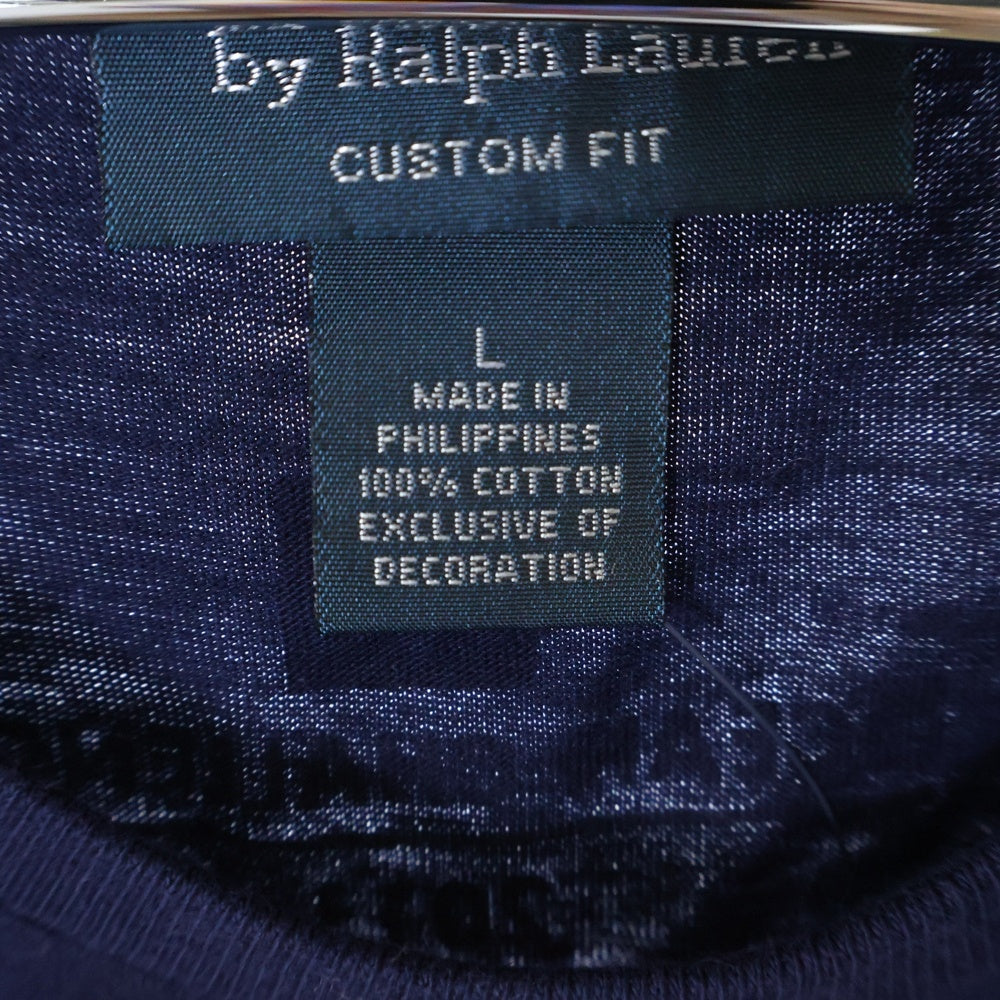 by Ralph Lauren
CUSTOM FIT
L
MADE IN
PHILIPPINES
100% COTTON
EXCLUSIVE OF
DECORATION